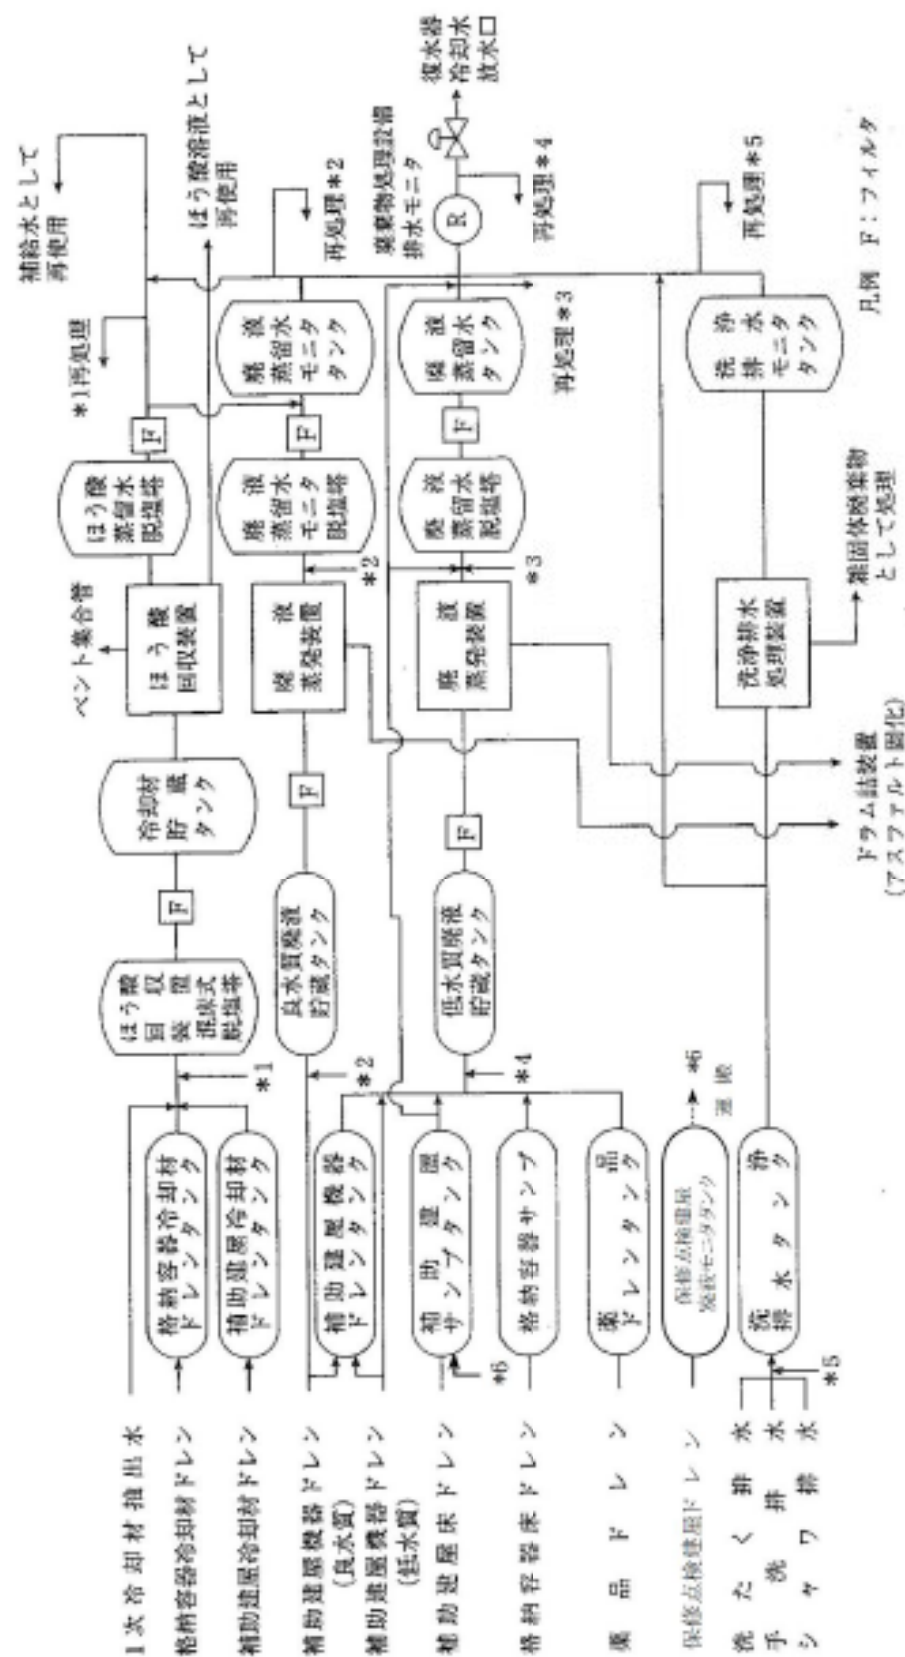 1次冷却材抽出水
格納容器冷却材ドレン
補助建屋冷却材ドレン
補助建屋機器ドレン
(良水質)
補助建屋機器ドレン
(低水質)
補助建屋床ドレン
格納容器床ドレン
薬品ドレン
保修点検建屋ドレン
洗たく排水
手洗排水
シャワ排水
格納容器冷却材
ドレンタンク
補助建屋冷却材
ドレンタンク
補助建屋機器
ドレンタンク
補助建屋
サンプタンク
*6
格納容器サンプ
薬品
ドレンタンク
保修点検建屋
廃液モニタタンク
*6
運搬
洗浄
排水タンク
*5
*1
*2
*4
ほう酸
回収
装置
混床式
脱塩塔
F
冷却材
貯蔵
タンク
ほう酸
回収装置
ベント集合管
ほう酸
蒸留水
脱塩塔
F
*1再処理
補給水として
再使用
ほう酸溶液として
再使用
良水質廃液
貯蔵タンク
F
廃液
蒸発装置
*2
廃液
蒸留水
モニタ
脱塩塔
F
廃液
蒸留水
モニタ
タンク
再処理*2
低水質廃液
貯蔵タンク
F
廃液
蒸発装置
*3
廃液
蒸留水
脱塩塔
F
廃液
蒸留水
タンク
再処理*3
廃棄物処理設備
排水モニタ
R
再処理*4
復水器
冷却水
放水口
洗浄排水
処理装置
雑固体廃棄物
として処理
洗浄
排水
モニタ
タンク
再処理*5
ドラム詰装置
(アスファルト固化)
凡例 F:フィルタ